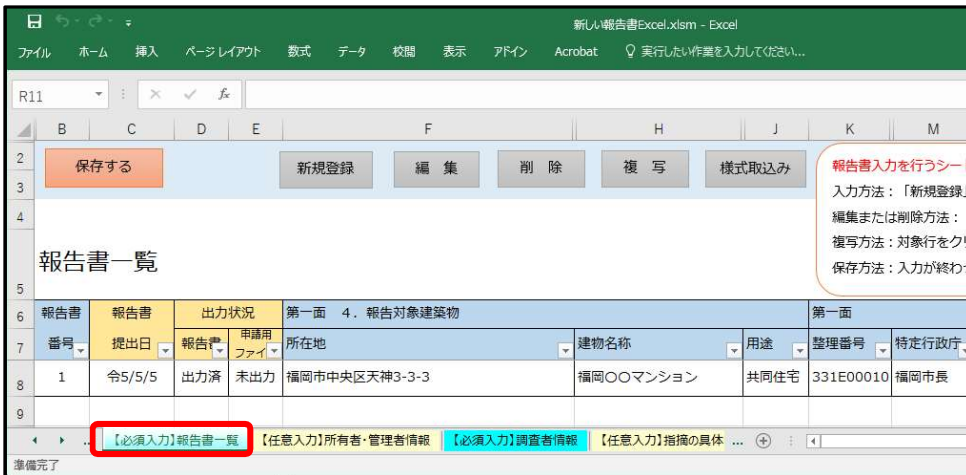 新しい報告書Excel.xlsm - Excel
ファイル ホーム 挿入 ページ レイアウト 数式 データ 校閲 表示 アドイン Acrobat 実行したい作業を入力してください...
R11 fx
B C D E F H J K M
2 保存する 新規登録 編 集 削 除 複 写 様式取込み 報告書入力を行うシー
3 入力方法：「新規登録」
4 編集または削除方法：
複写方法：対象行をク
5 報告書一覧 保存方法：入力が終わ
6 報告書 報告書 出力状況 第一面 4．報告対象建築物 第一面
7 番号 提出日 報告書 申請用 ファイ 所在地 建物名称 用途 整理番号 特定行政庁
8 1 令5/5/5 出力済 未出力 福岡市中央区天神3-3-3 福岡〇〇マンション 共同住宅 331E00010 福岡市長
9
.. 【必須入力】報告書一覧 【任意入力】所有者・管理者情報 【必須入力】調査者情報 【任意入力】指摘の具体 ...
準備完了